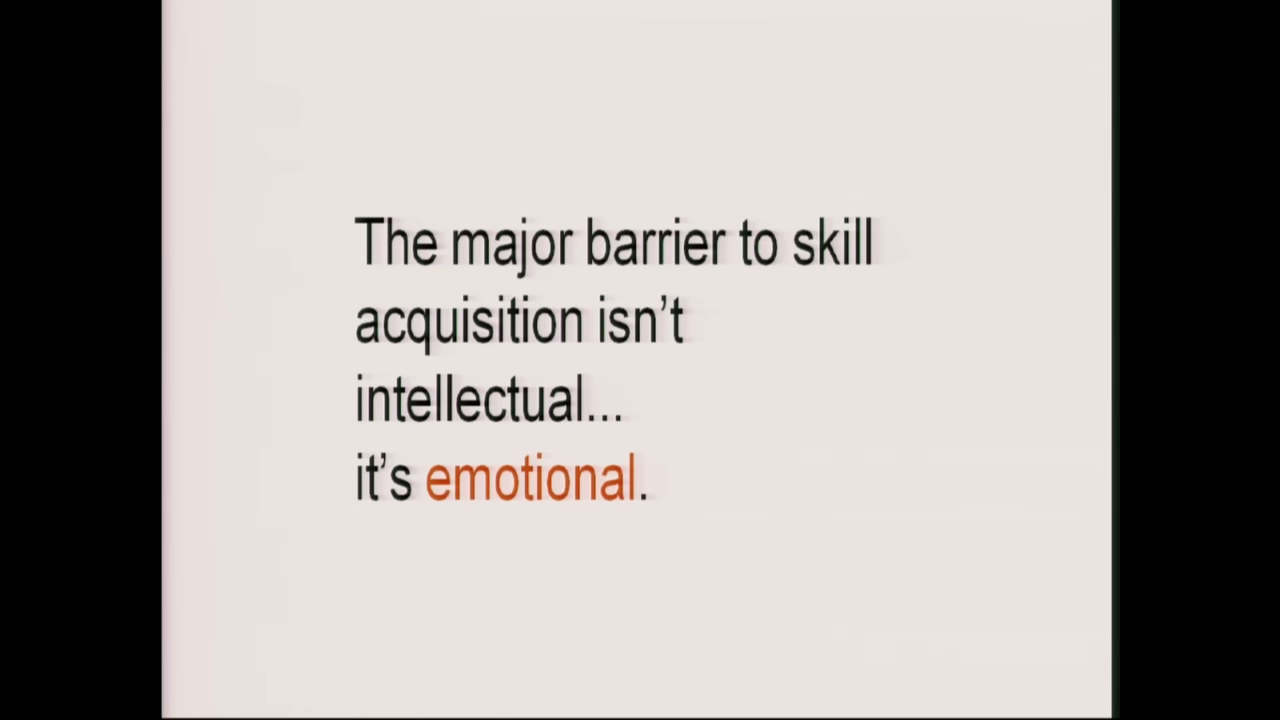 The major barrier to skill
acquisition isn’t
intellectual...
it’s emotional.